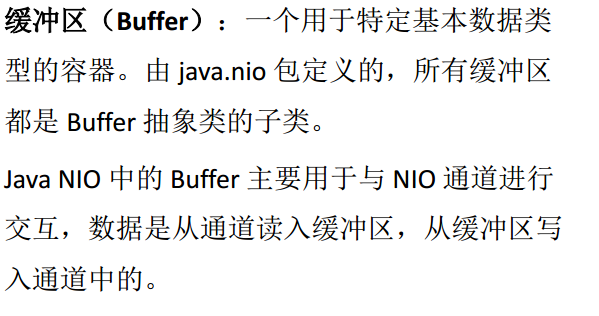 缓冲区（Buffer）：一个用于特定基本数据类
型的容器。由 java.nio 包定义的，所有缓冲区
都是 Buffer 抽象类的子类。
Java NIO 中的 Buffer 主要用于与 NIO 通道进行
交互，数据是从通道读入缓冲区，从缓冲区写
入通道中的。